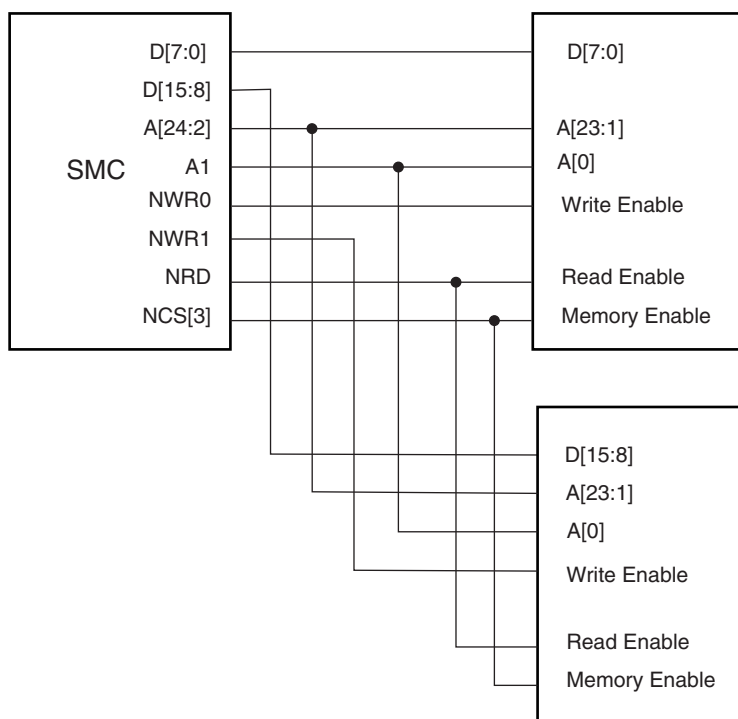 D[7:0]
D[15:8]
A[24:2]
A1
SMC
NWR0
NWR1
NRD
NCS[3]
D[7:0]
A[23:1]
A[0]
Write Enable
Read Enable
Memory Enable
D[15:8]
A[23:1]
A[0]
Write Enable
Read Enable
Memory Enable